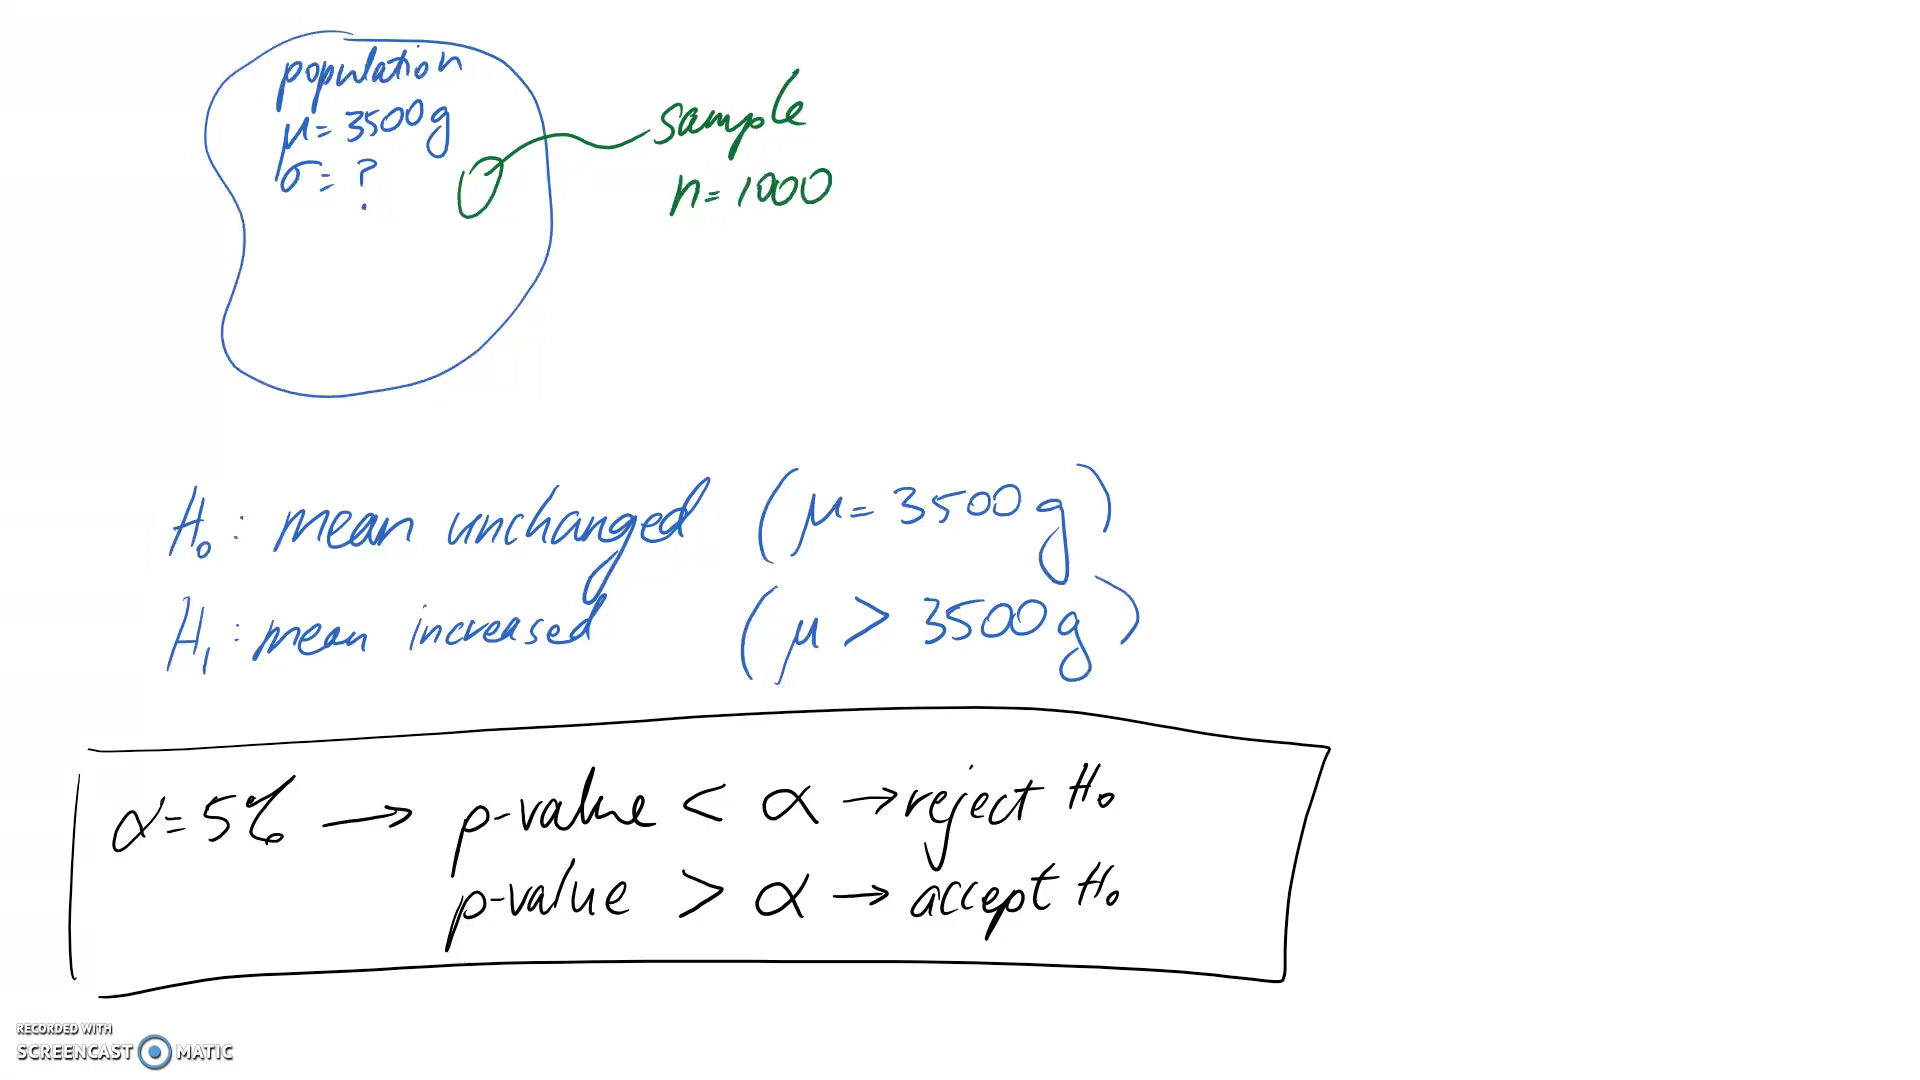 population
μ = 3500g
σ = ?
sample
n = 1000
H₀ : mean unchanged (μ = 3500g)
H₁ : mean increased (μ > 3500g)
α = 5% → p-value < α → reject H₀
p-value > α → accept H₀
RECORDED WITH
SCREENCAST MATIC